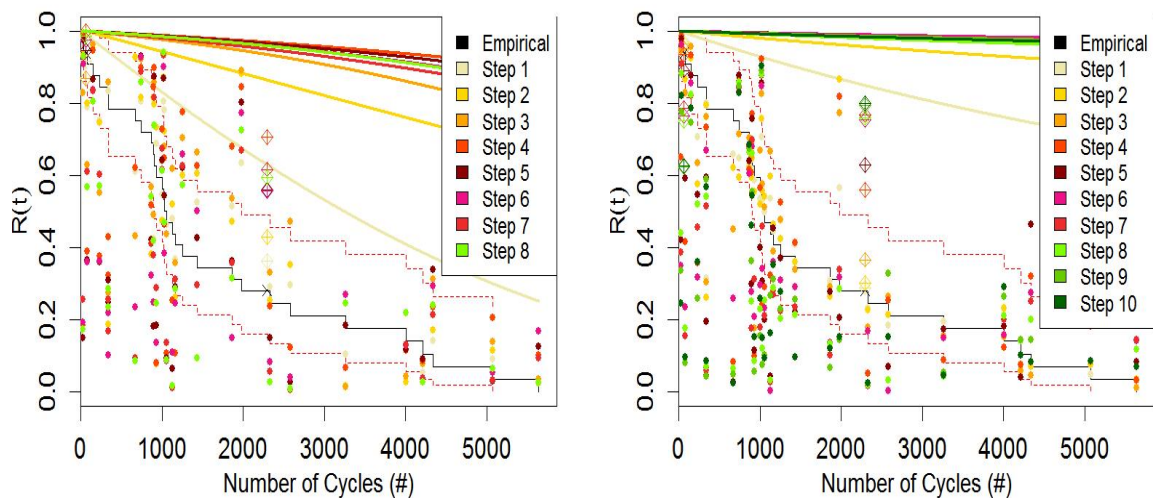 R(t)
1.0
0.8
0.6
0.4
0.2
0.0
0 1000 2000 3000 4000 5000
Number of Cycles (#)
Empirical
Step 1
Step 2
Step 3
Step 4
Step 5
Step 6
Step 7
Step 8
R(t)
1.0
0.8
0.6
0.4
0.2
0.0
0 1000 2000 3000 4000 5000
Number of Cycles (#)
Empirical
Step 1
Step 2
Step 3
Step 4
Step 5
Step 6
Step 7
Step 8
Step 9
Step 10